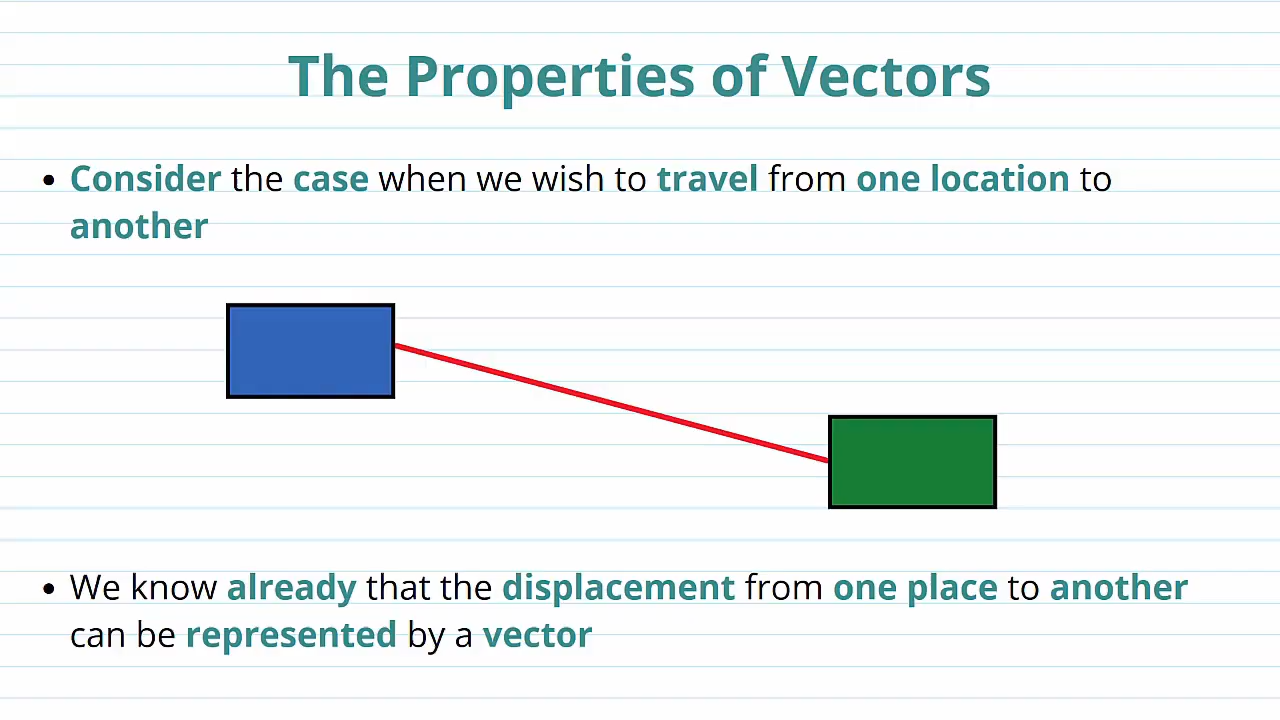 The Properties of Vectors
• Consider the case when we wish to travel from one location to
another
• We know already that the displacement from one place to another
can be represented by a vector